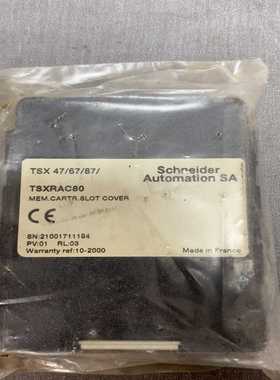 TSX 47/67/87/
Schneider
Automation SA
TSXRAC80
MEM.CARTR.SLOT COVER
CE
SN:21001711184
PV:01 RL:03
Warranty ref:10-2000
Made in France